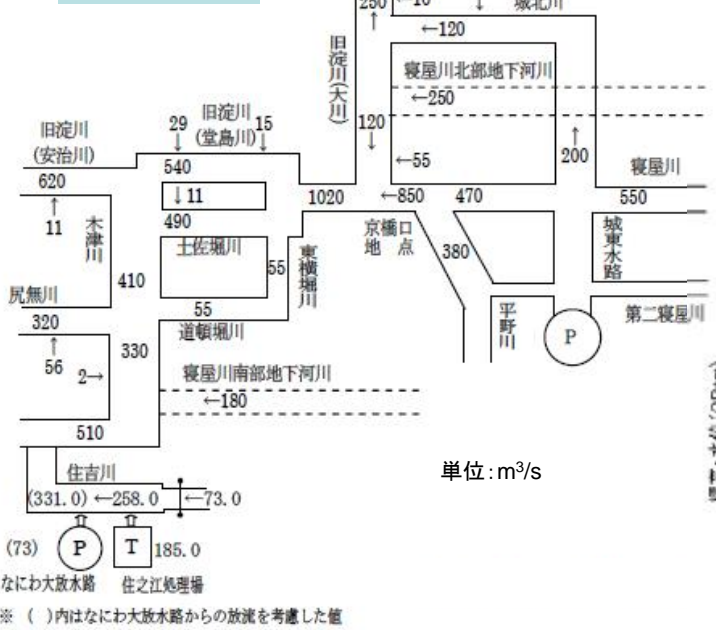 250 ←10 ↓ 城北川
↑
←120
旧淀川(大川)
寝屋川北部地下河川
←250
旧淀川
(堂島川)
29
↓
15
↓
旧淀川
(安治川)
120
↓
↑
200
540
←55
寝屋川
620
↓11
1020
←850
470
550
↑
11
木津川
490
土佐堀川
京橋口
地 点
城東水路
380
55
東横堀川
410
尻無川
55
320
道頓堀川
平野川
P
第二寝屋川
↑
56
330
2→
寝屋川南部地下河川
←180
510
単位:m³/s
住吉川
(331.0) ←258.0 ←73.0
(73) P T 185.0
なにわ大放水路 住之江処理場
※ ( )内はなにわ大放水路からの放流を考慮した値